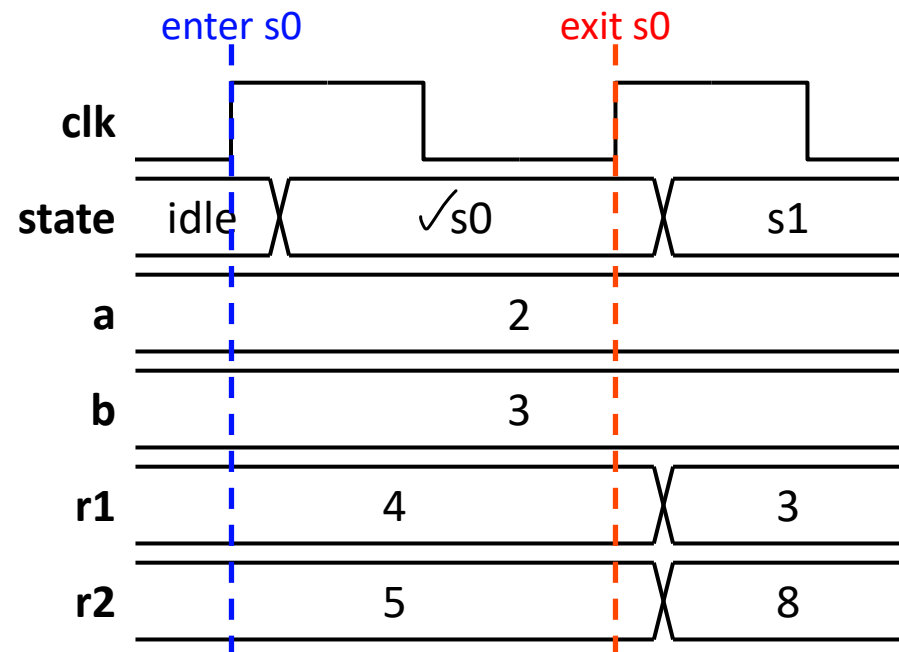 enter s0 exit s0
clk
state idle ✓s0 s1
a 2
b 3
r1 4 3
r2 5 8